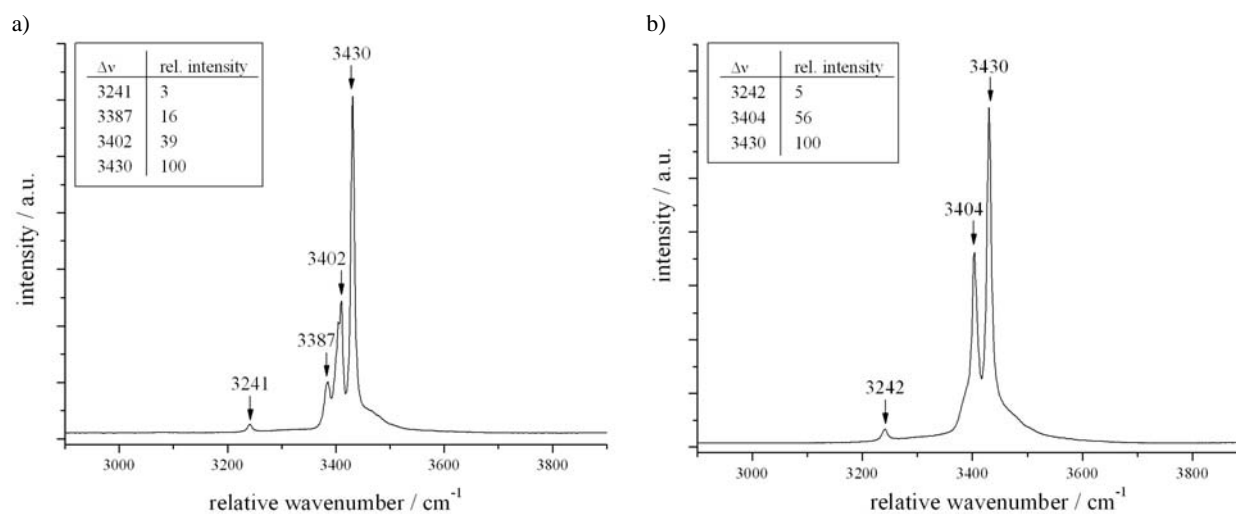 a)
Δν rel. intensity
3241 3
3387 16
3402 39
3430 100
3430
3402
3387
3241
intensity / a.u.
3000 3200 3400 3600 3800
relative wavenumber / cm⁻¹
b)
Δν rel. intensity
3242 5
3404 56
3430 100
3430
3404
3242
intensity / a.u.
3000 3200 3400 3600 3800
relative wavenumber / cm⁻¹